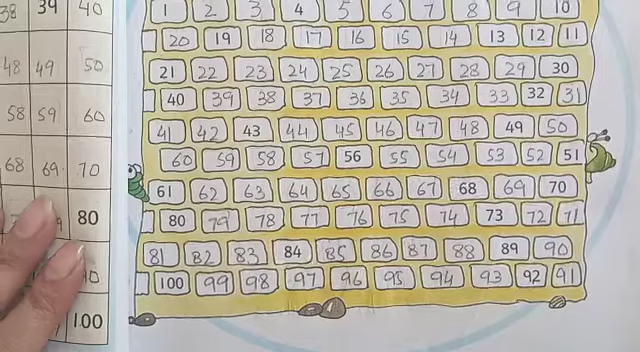 38 39 40
48 49 50
58 59 60
68 69 70
80
100
1 2 3 4 5 6 7 8 9 10
20 19 18 17 16 15 14 13 12 11
21 22 23 24 25 26 27 28 29 30
40 39 38 37 36 35 34 33 32 31
41 42 43 44 45 46 47 48 49 50
60 59 58 57 56 55 54 53 52 51
61 62 63 64 65 66 67 68 69 70
80 79 78 77 76 75 74 73 72 71
81 82 83 84 85 86 87 88 89 90
100 99 98 97 96 95 94 93 92 91